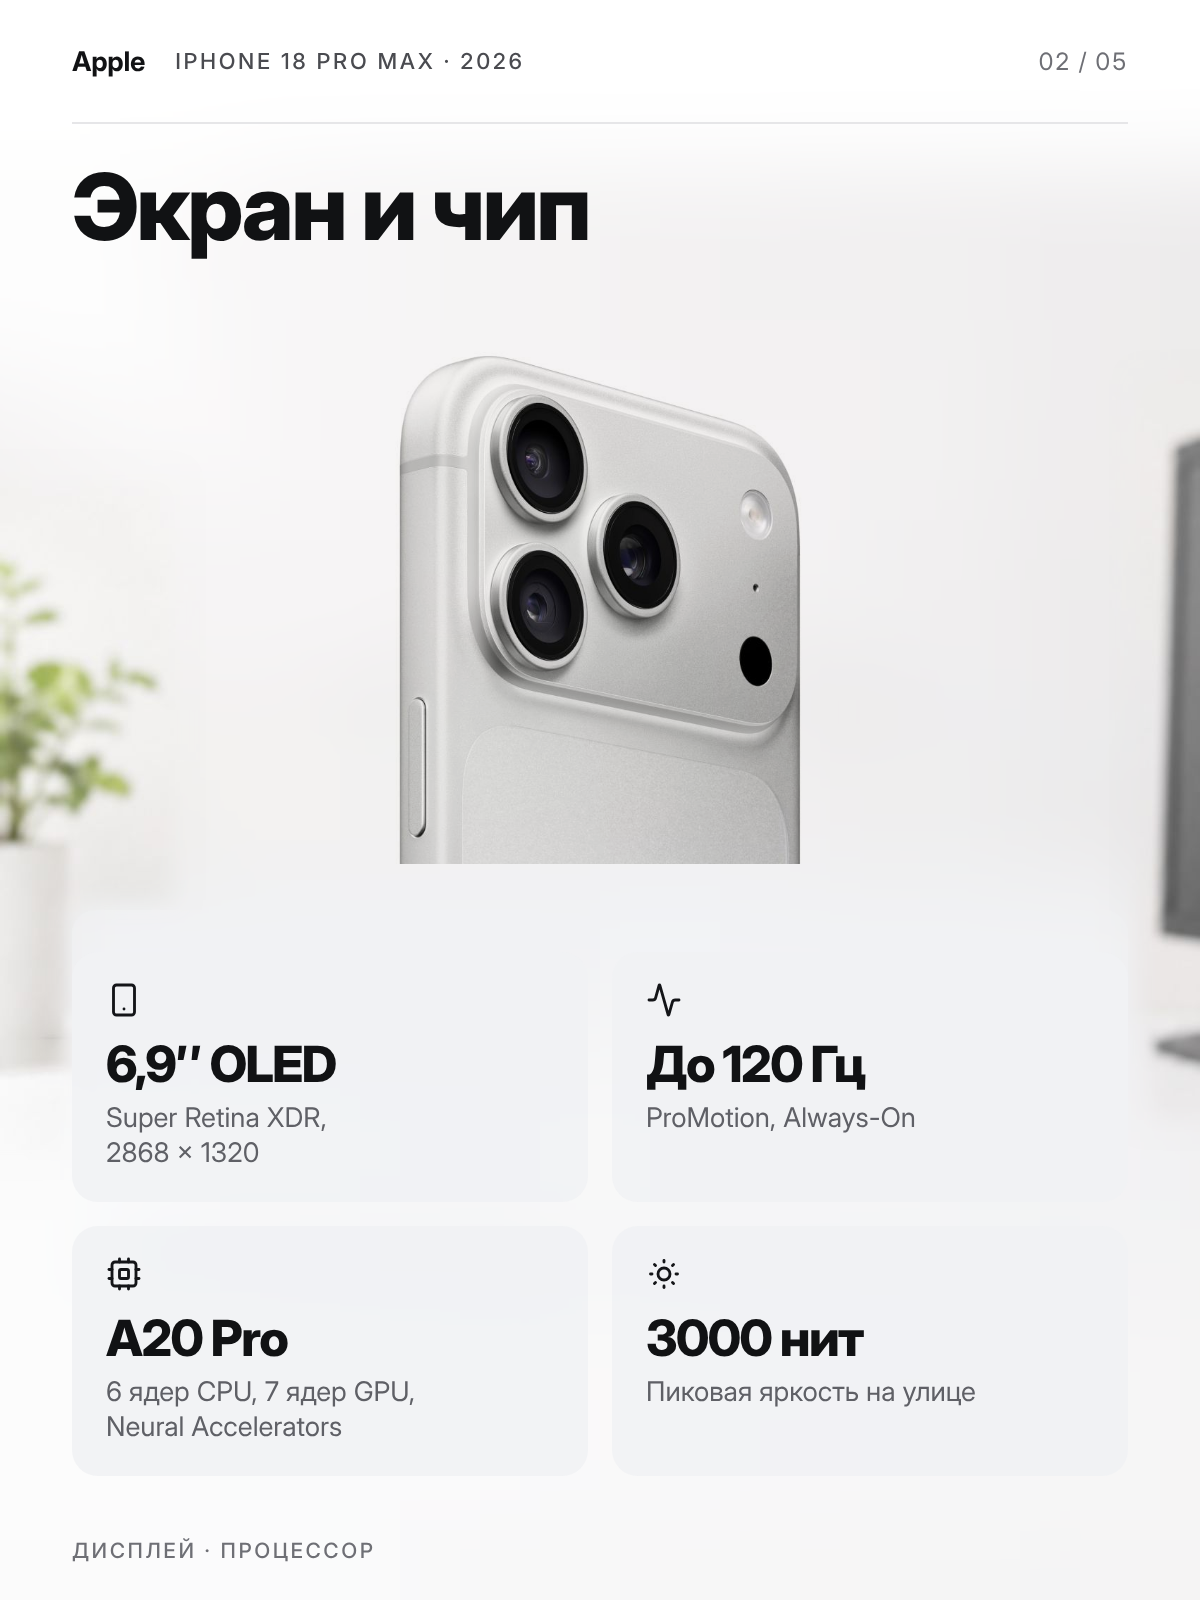 Apple IPHONE 18 PRO MAX · 2026 02 / 05
Экран и чип
6,9″ OLED
Super Retina XDR,
2868 × 1320
До 120 Гц
ProMotion, Always-On
A20 Pro
6 ядер CPU, 7 ядер GPU,
Neural Accelerators
3000 нит
Пиковая яркость на улице
ДИСПЛЕЙ · ПРОЦЕССОР